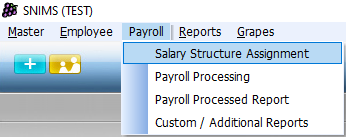 SNIMS (TEST)
Master Employee Payroll Reports Grapes
Salary Structure Assignment
Payroll Processing
Payroll Processed Report
Custom / Additional Reports